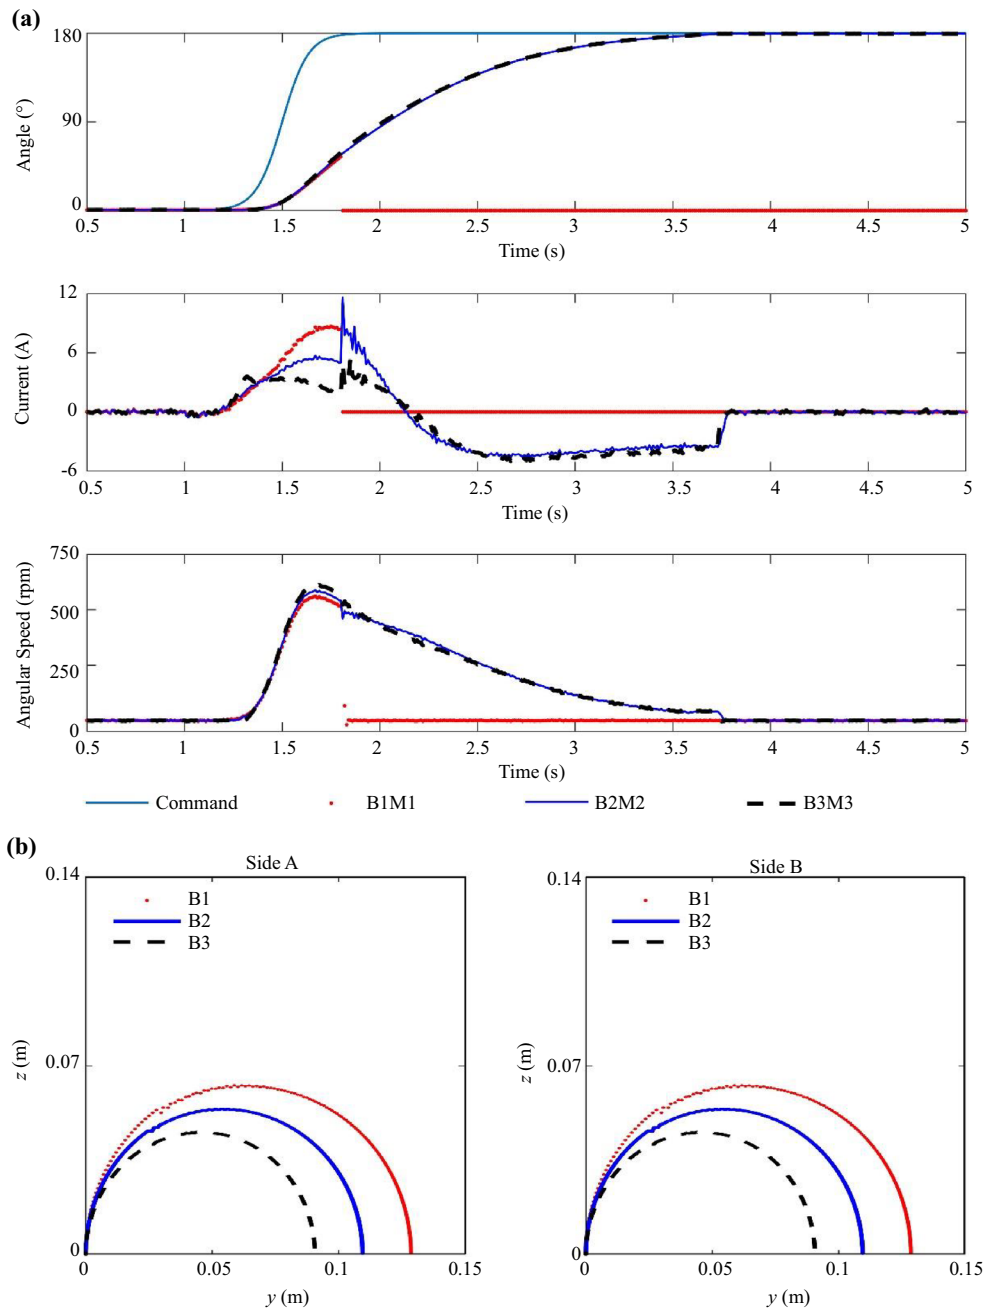 (a)
180
90
0
Angle (°)
0.5 1 1.5 2 2.5 3 3.5 4 4.5 5
Time (s)
12
6
0
-6
Current (A)
0.5 1 1.5 2 2.5 3 3.5 4 4.5 5
Time (s)
750
500
250
0
Angular Speed (rpm)
0.5 1 1.5 2 2.5 3 3.5 4 4.5 5
Time (s)
Command B1M1 B2M2 B3M3
(b)
Side A
0.14
B1
B2
B3
z (m)
0.07
0
0 0.05 0.1 0.15
y (m)
Side B
0.14
B1
B2
B3
z (m)
0.07
0
0 0.05 0.1 0.15
y (m)